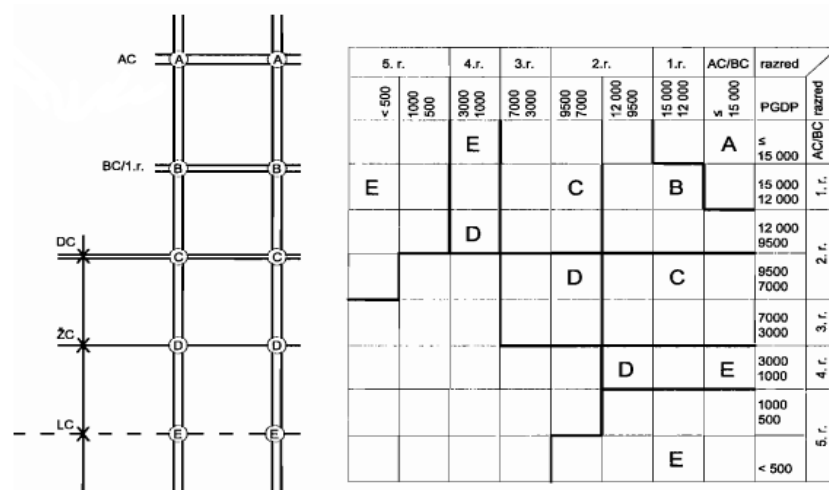 AC A A
BC/1.r. B B
DC C C
ŽC D D
LC E E
5. r. 4.r. 3.r. 2.r. 1.r. AC/BC razred
< 500
1000
500
3000
1000
7000
3000
9500
7000
12 000
9500
15 000
12 000
≤
15 000
PGDP
razred
E A ≤
15 000
AC/BC
E C B 15 000
12 000
1. r.
D 12 000
9500
2. r.
D C 9500
7000
7000
3000
3. r.
D E 3000
1000
4. r.
1000
500
5. r.
E < 500